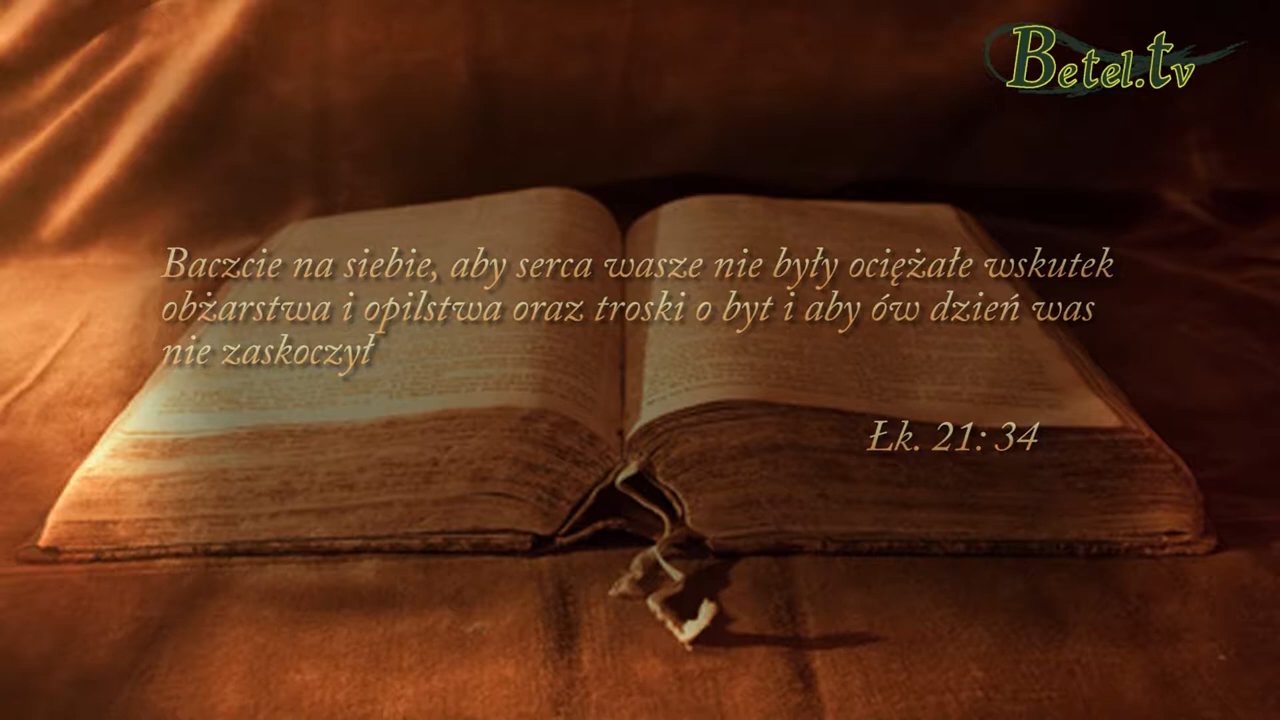 Betel.tv
Baczcie na siebie, aby serca wasze nie były ociężałe wskutek
obżarstwa i opilstwa oraz troski o byt i aby ów dzień was
nie zaskoczył
Łk. 21: 34